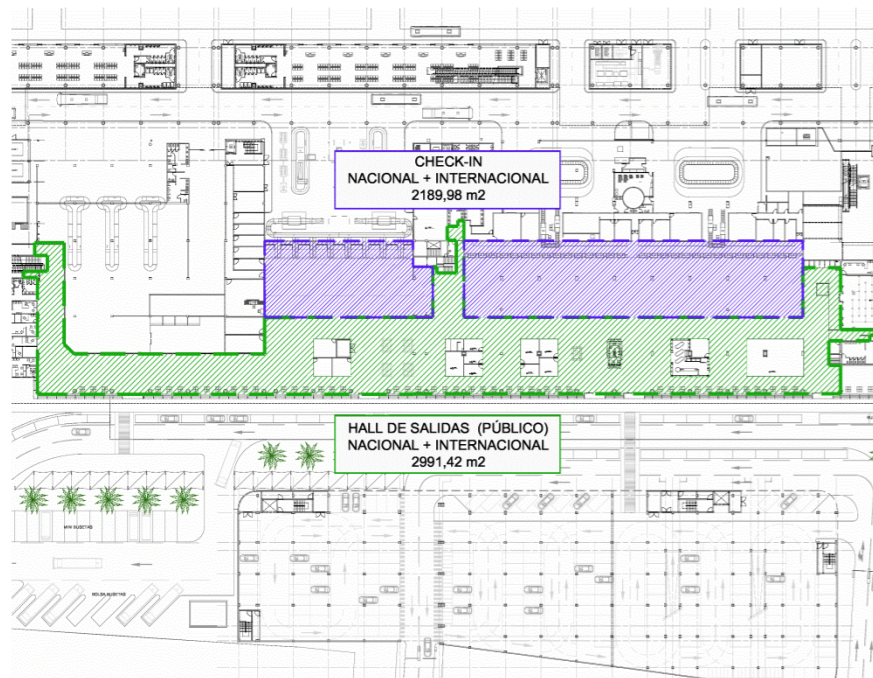 CHECK-IN
NACIONAL + INTERNACIONAL
2189,98 m2
HALL DE SALIDAS (PÚBLICO)
NACIONAL + INTERNACIONAL
2991,42 m2